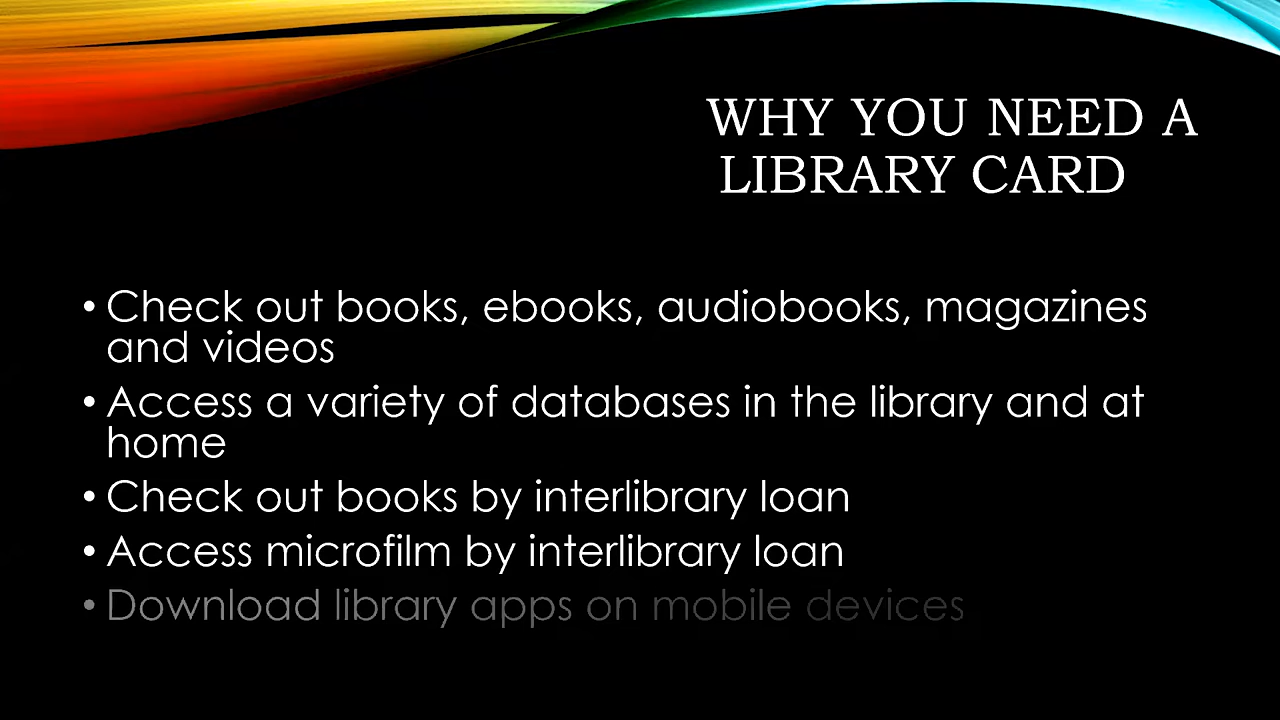 WHY YOU NEED A
LIBRARY CARD
• Check out books, ebooks, audiobooks, magazines
and videos
• Access a variety of databases in the library and at
home
• Check out books by interlibrary loan
• Access microfilm by interlibrary loan
• Download library apps on mobile devices